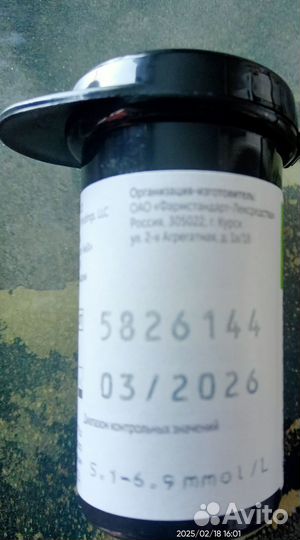 Организация-изготовитель:
ОАО «Фармстандарт-Лексредства»
Россия, 305022, г. Курск
ул. 2-я Агрегатная, д. 1а/18
LLC
5826144
03/2026
Диапазон контрольных значений
5.1-6.9 mmol/L
2025/02/18 16:01
Avito